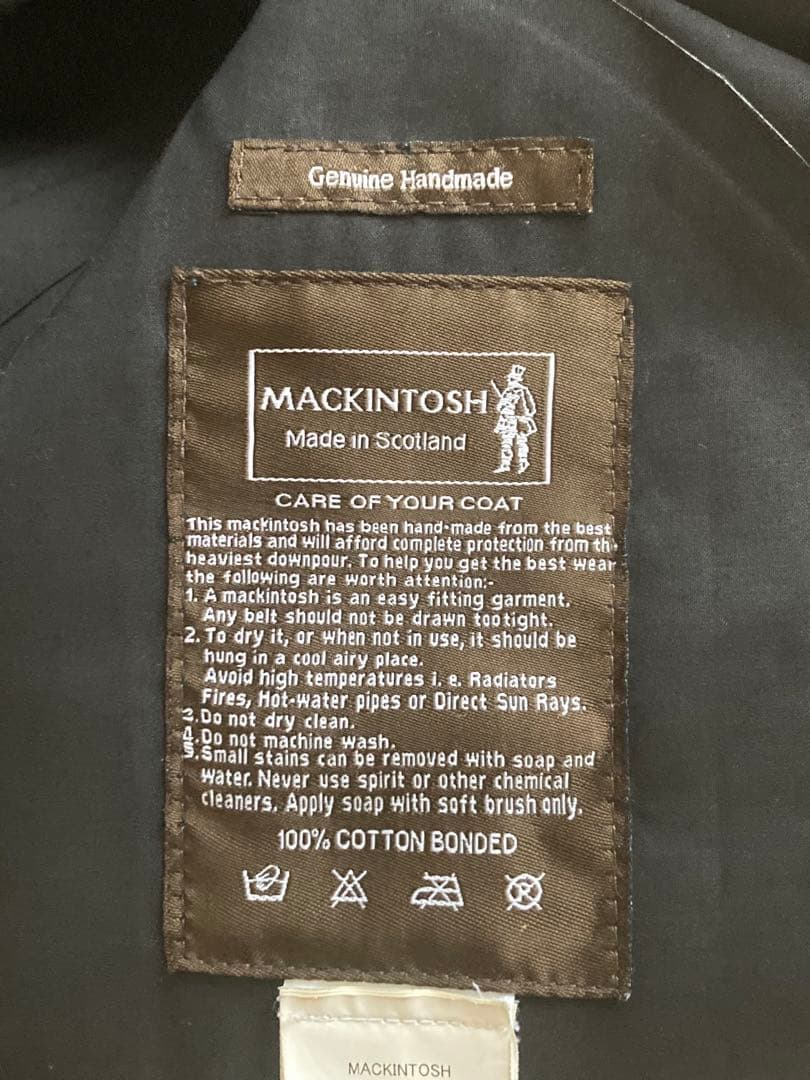 Genuine Handmade
MACKINTOSH
Made in Scotland
CARE OF YOUR COAT
This mackintosh has been hand-made from the best
materials and will afford complete protection from th
heaviest downpour. To help you get the best wear
the following are worth attention:-
1. A mackintosh is an easy fitting garment.
Any belt should not be drawn too tight.
2. To dry it, or when not in use, it should be
hung in a cool airy place.
Avoid high temperatures i. e. Radiators
Fires, Hot-water pipes or Direct Sun Rays.
3. Do not dry clean.
4. Do not machine wash.
5. Small stains can be removed with soap and
water. Never use spirit or other chemical
cleaners. Apply soap with soft brush only.
100% COTTON BONDED
MACKINTOSH